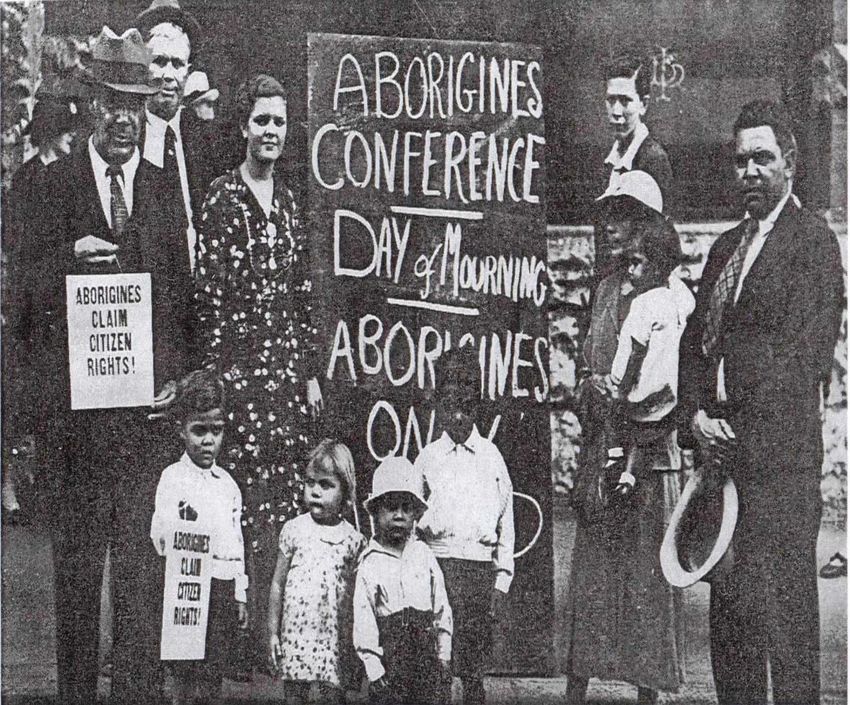 ABORIGINES
CONFERENCE
DAY of MOURNING
ABORIGINES
ABORIGINES
CLAIM
CITIZEN
RIGHTS!
ABORIGINES
CLAIM
CITIZEN
RIGHTS!